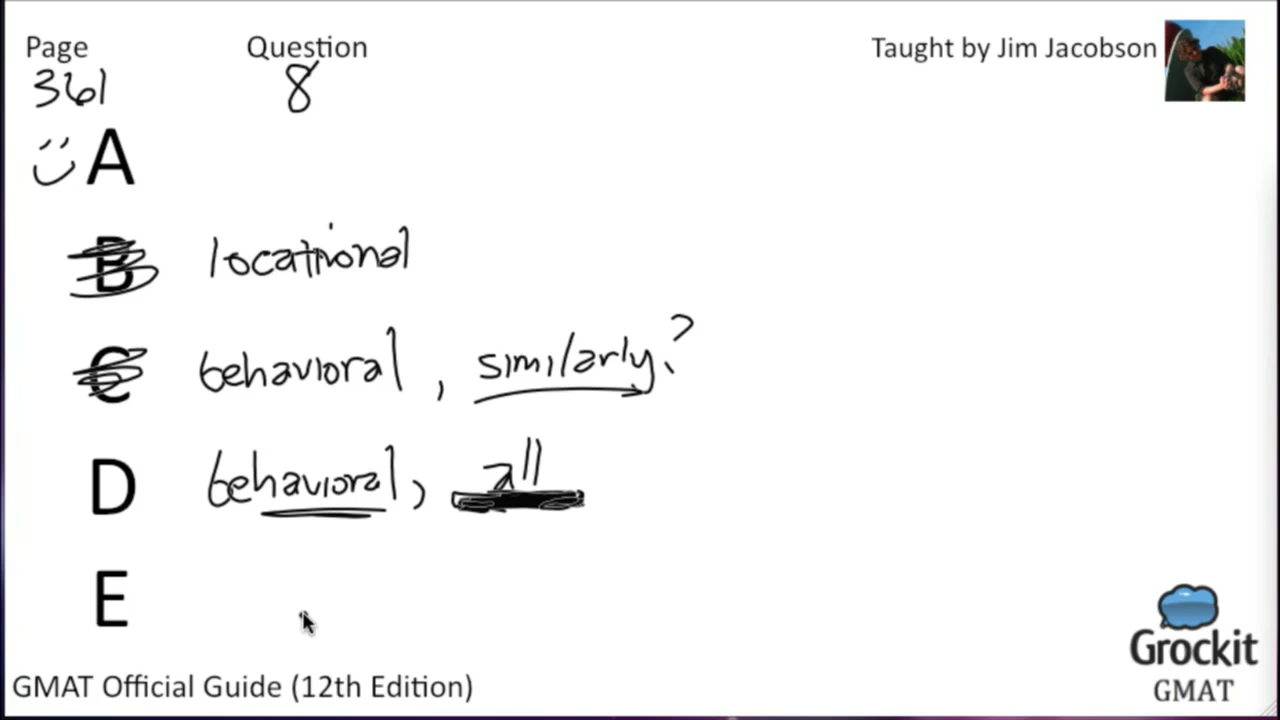 Page Question Taught by Jim Jacobson
361 8
A
B locational
C behavioral, similarly?
D behavioral, all
E
Grockit
GMAT
GMAT Official Guide (12th Edition)